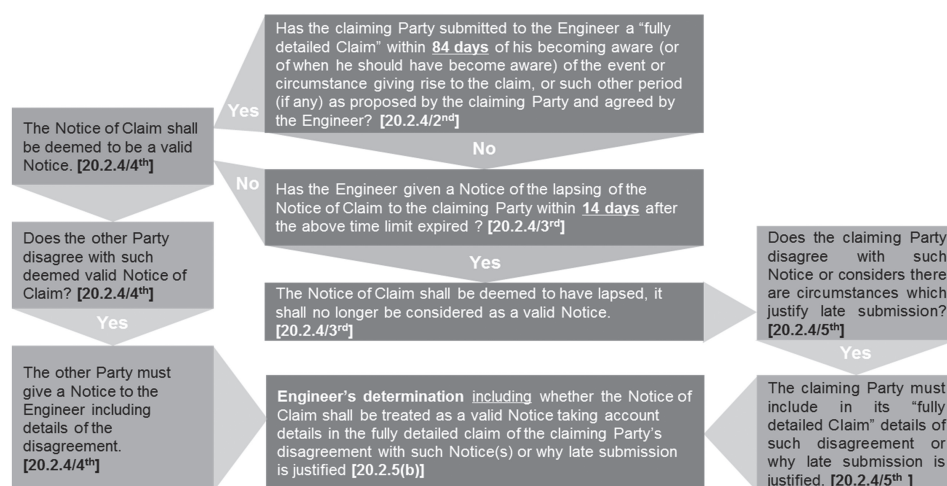 Has the claiming Party submitted to the Engineer a “fully
detailed Claim” within 84 days of his becoming aware (or
of when he should have become aware) of the event or
circumstance giving rise to the claim, or such other period
(if any) as proposed by the claiming Party and agreed by
the Engineer? [20.2.4/2nd]
Yes
No
The Notice of Claim shall
be deemed to be a valid
Notice. [20.2.4/4th]
No
Has the Engineer given a Notice of the lapsing of the
Notice of Claim to the claiming Party within 14 days after
the above time limit expired ? [20.2.4/3rd]
Yes
Does the other Party
disagree with such
deemed valid Notice of
Claim? [20.2.4/4th]
Yes
The Notice of Claim shall be deemed to have lapsed, it
shall no longer be considered as a valid Notice.
[20.2.4/3rd]
Does the claiming Party
disagree with such
Notice or considers there
are circumstances which
justify late submission?
[20.2.4/5th]
Yes
The other Party must
give a Notice to the
Engineer including
details of the
disagreement.
[20.2.4/4th]
Engineer’s determination including whether the Notice of
Claim shall be treated as a valid Notice taking account
details in the fully detailed claim of the claiming Party’s
disagreement with such Notice(s) or why late submission
is justified [20.2.5(b)]
The claiming Party must
include in its “fully
detailed Claim” details of
such disagreement or
why late submission is
justified. [20.2.4/5th ]